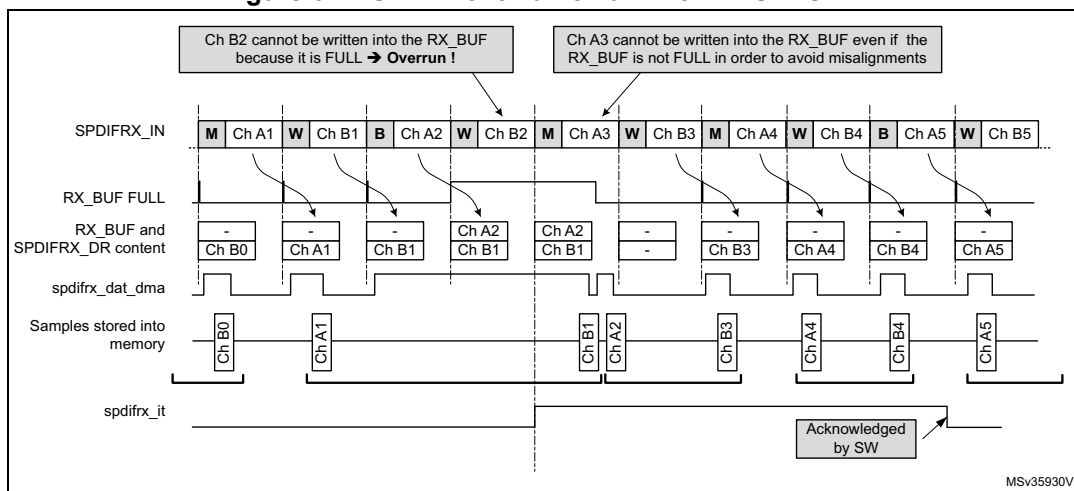 Ch B2 cannot be written into the RX_BUF
because it is FULL ➔ Overrun !
Ch A3 cannot be written into the RX_BUF even if the
RX_BUF is not FULL in order to avoid misalignments
SPDIFRX_IN
M Ch A1 W Ch B1 B Ch A2 W Ch B2 M Ch A3 W Ch B3 M Ch A4 W Ch B4 B Ch A5 W Ch B5
RX_BUF FULL
RX_BUF and
SPDIFRX_DR content
- - - Ch A2 Ch A2 - - - - -
Ch B0 Ch A1 Ch B1 Ch B1 Ch B1 - Ch B3 Ch A4 Ch B4 Ch A5
spdifrx_dat_dma
Samples stored into
memory
Ch B0 Ch A1 Ch B1 Ch A2 Ch B3 Ch A4 Ch B4 Ch A5
spdifrx_it
Acknowledged
by SW
MSv35930V